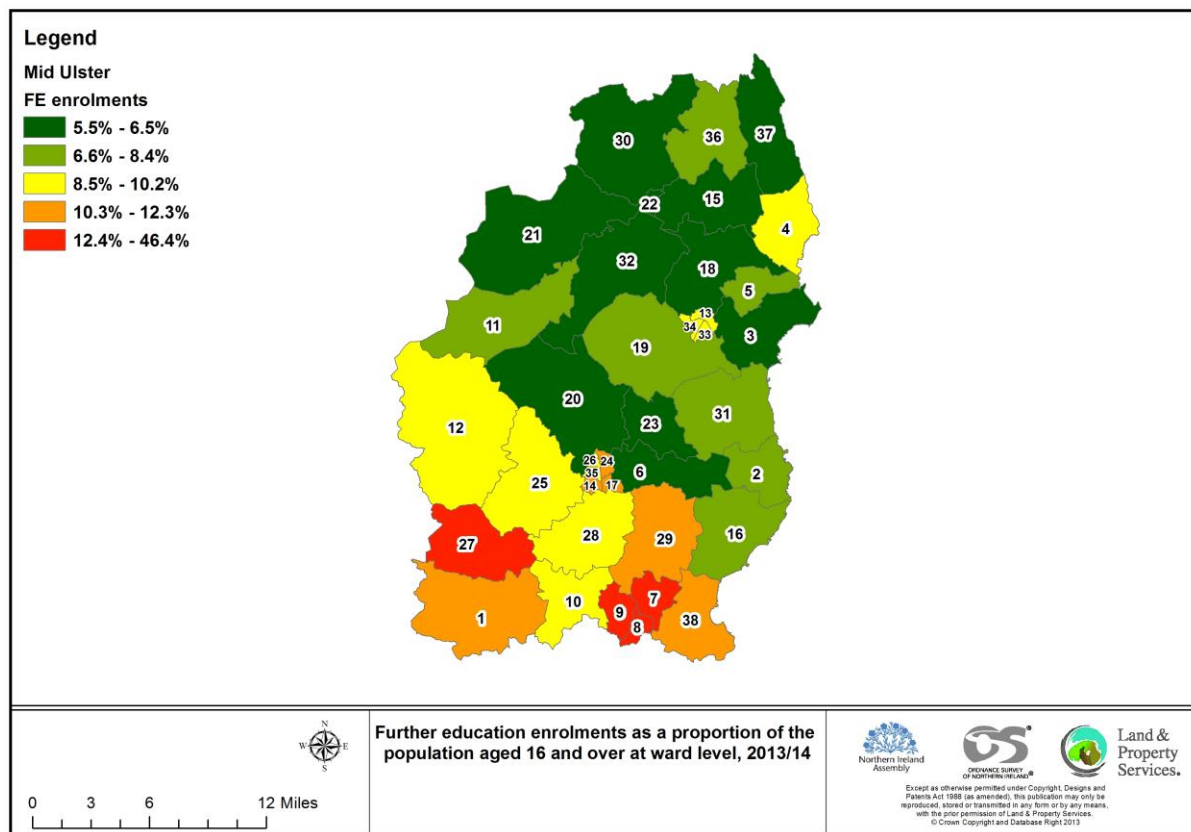 Legend
Mid Ulster
FE enrolments
5.5% - 6.5%
6.6% - 8.4%
8.5% - 10.2%
10.3% - 12.3%
12.4% - 46.4%
37
36
30
15
22
4
21
18
32
5
13
11
34
33
3
19
20
31
23
12
26
24
6
2
35
25
14
17
28
29
16
27
7
10
9
1
38
8
N
W
E
S
0
3
6
12 Miles
Further education enrolments as a proportion of the
population aged 16 and over at ward level, 2013/14
Northern Ireland
Assembly
OS®
ORDNANCE SURVEY
OF NORTHERN IRELAND®
Land &
Property
Services.
Except as otherwise permitted under Copyright, Designs and
Patents Act 1988 (as amended), this publication may only be
reproduced, stored or transmitted in any form or by any means,
with the prior permission of Land & Property Services.
© Crown Copyright and Database Right 2013